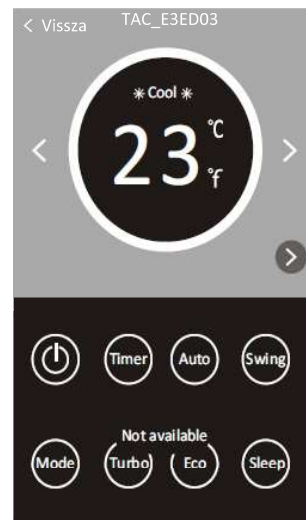 < Vissza TAC_E3ED03
Cool
23 °C
°f
Timer Auto Swing
Not available
Mode Turbo Eco Sleep